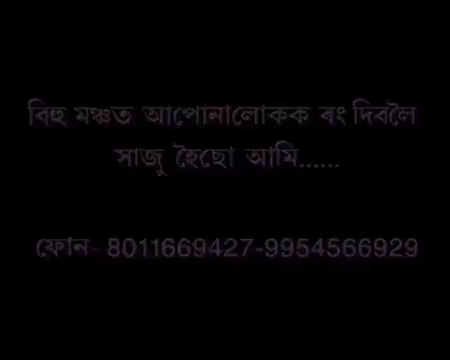 বিহু মঞ্চত আপোনালোকক ৰং দিবলৈ
সাজু হৈছো আমি......
ফোন- 8011669427-9954566929